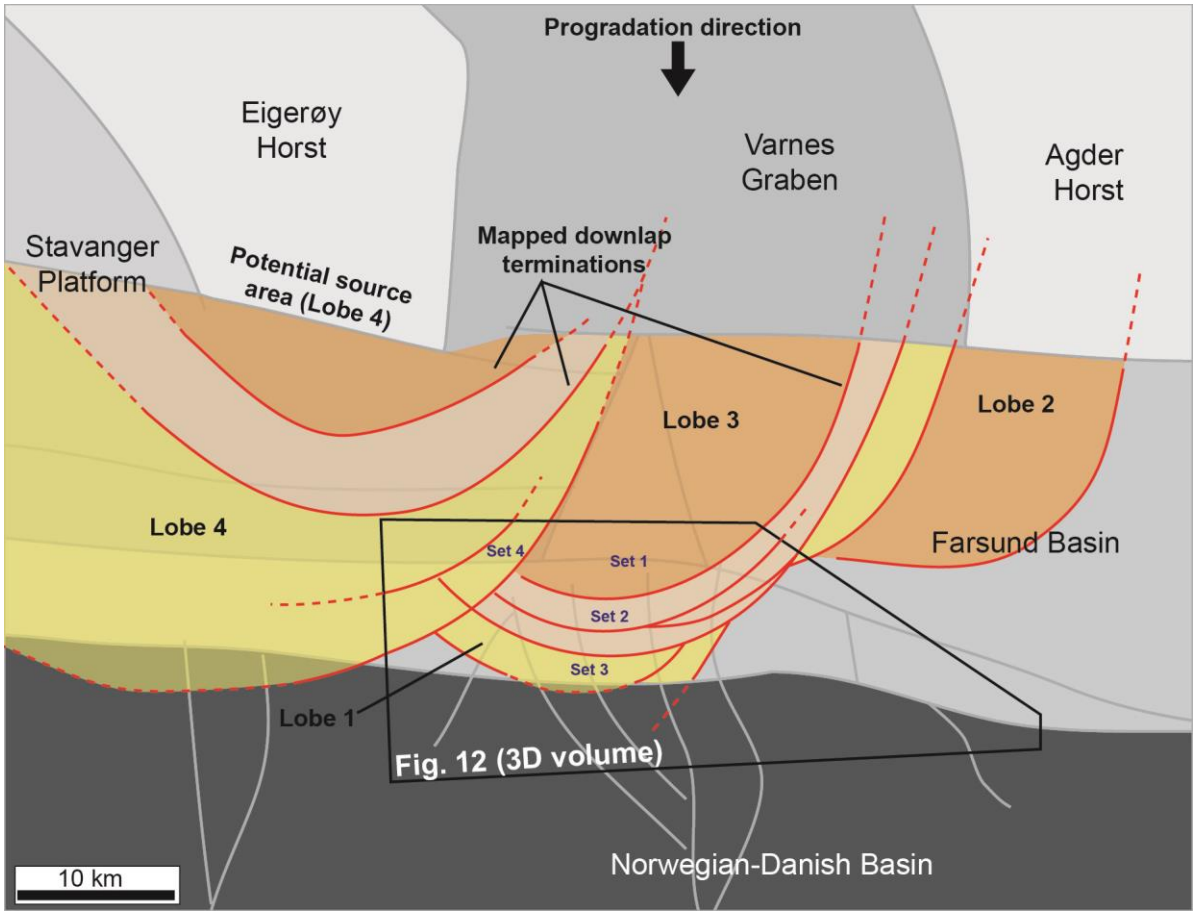 Progradation direction
Eigerøy
Horst
Varnes
Graben
Agder
Horst
Stavanger
Platform
Mapped downlap
terminations
Potential source
area (Lobe 4)
Lobe 3
Lobe 2
Lobe 4
Farsund Basin
Set 4
Set 1
Set 2
Set 3
Lobe 1
Fig. 12 (3D volume)
Norwegian-Danish Basin
10 km